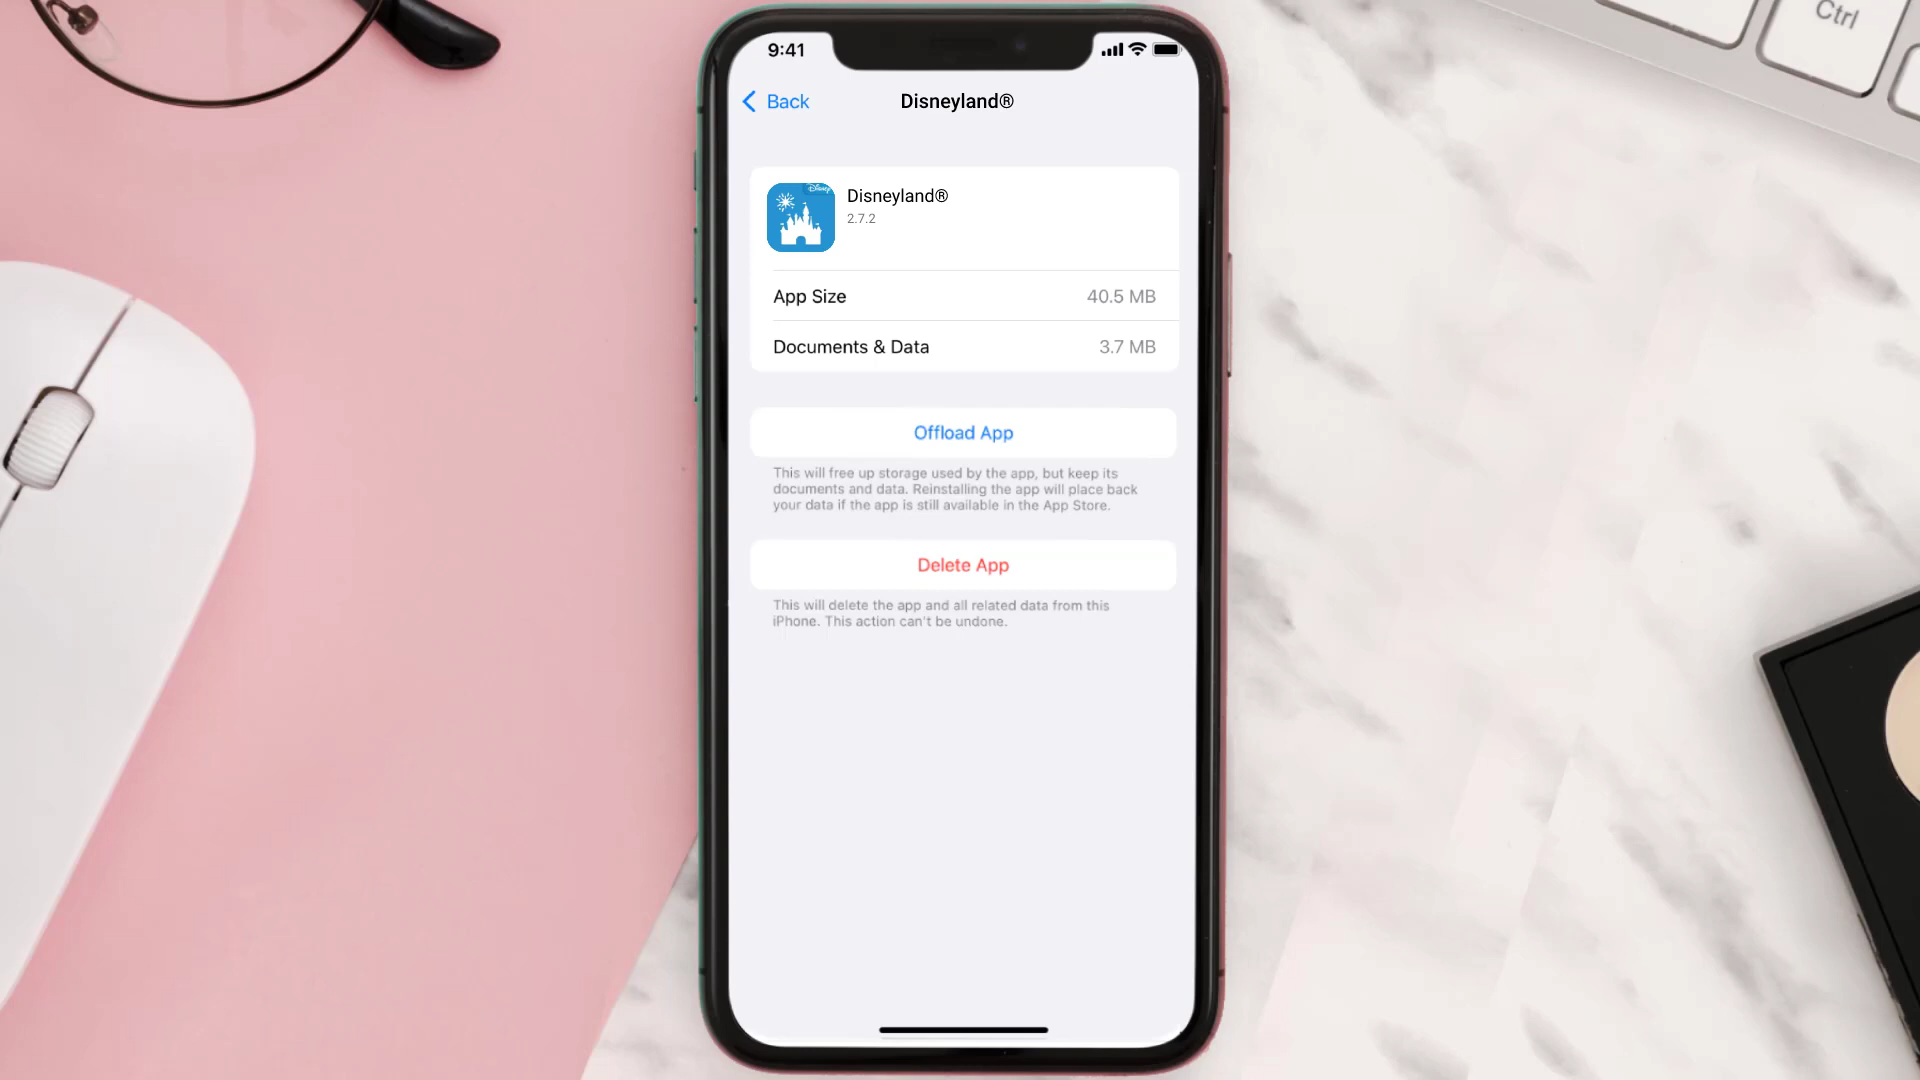 Ctrl
9:41
Back
Disneyland®
Disney
Disneyland®
2.7.2
App Size
40.5 MB
Documents & Data
3.7 MB
Offload App
This will free up storage used by the app, but keep its
documents and data. Reinstalling the app will place back
your data if the app is still available in the App Store.
Delete App
This will delete the app and all related data from this
iPhone. This action can't be undone.